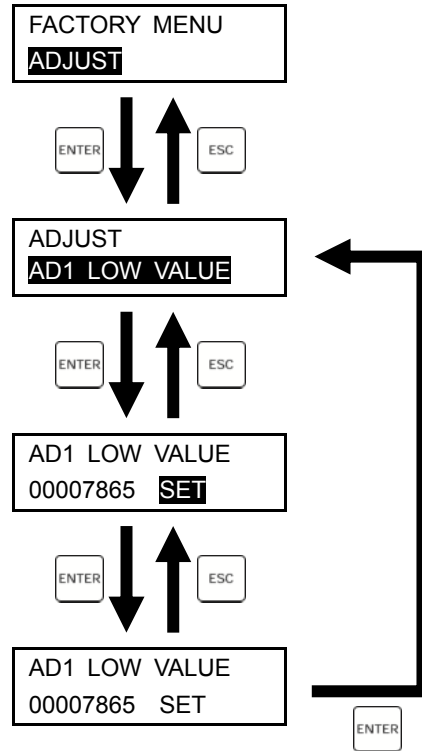 FACTORY MENU
ADJUST
ENTER
ESC
ADJUST
AD1 LOW VALUE
ENTER
ESC
AD1 LOW VALUE
00007865 SET
ENTER
ESC
AD1 LOW VALUE
00007865 SET
ENTER